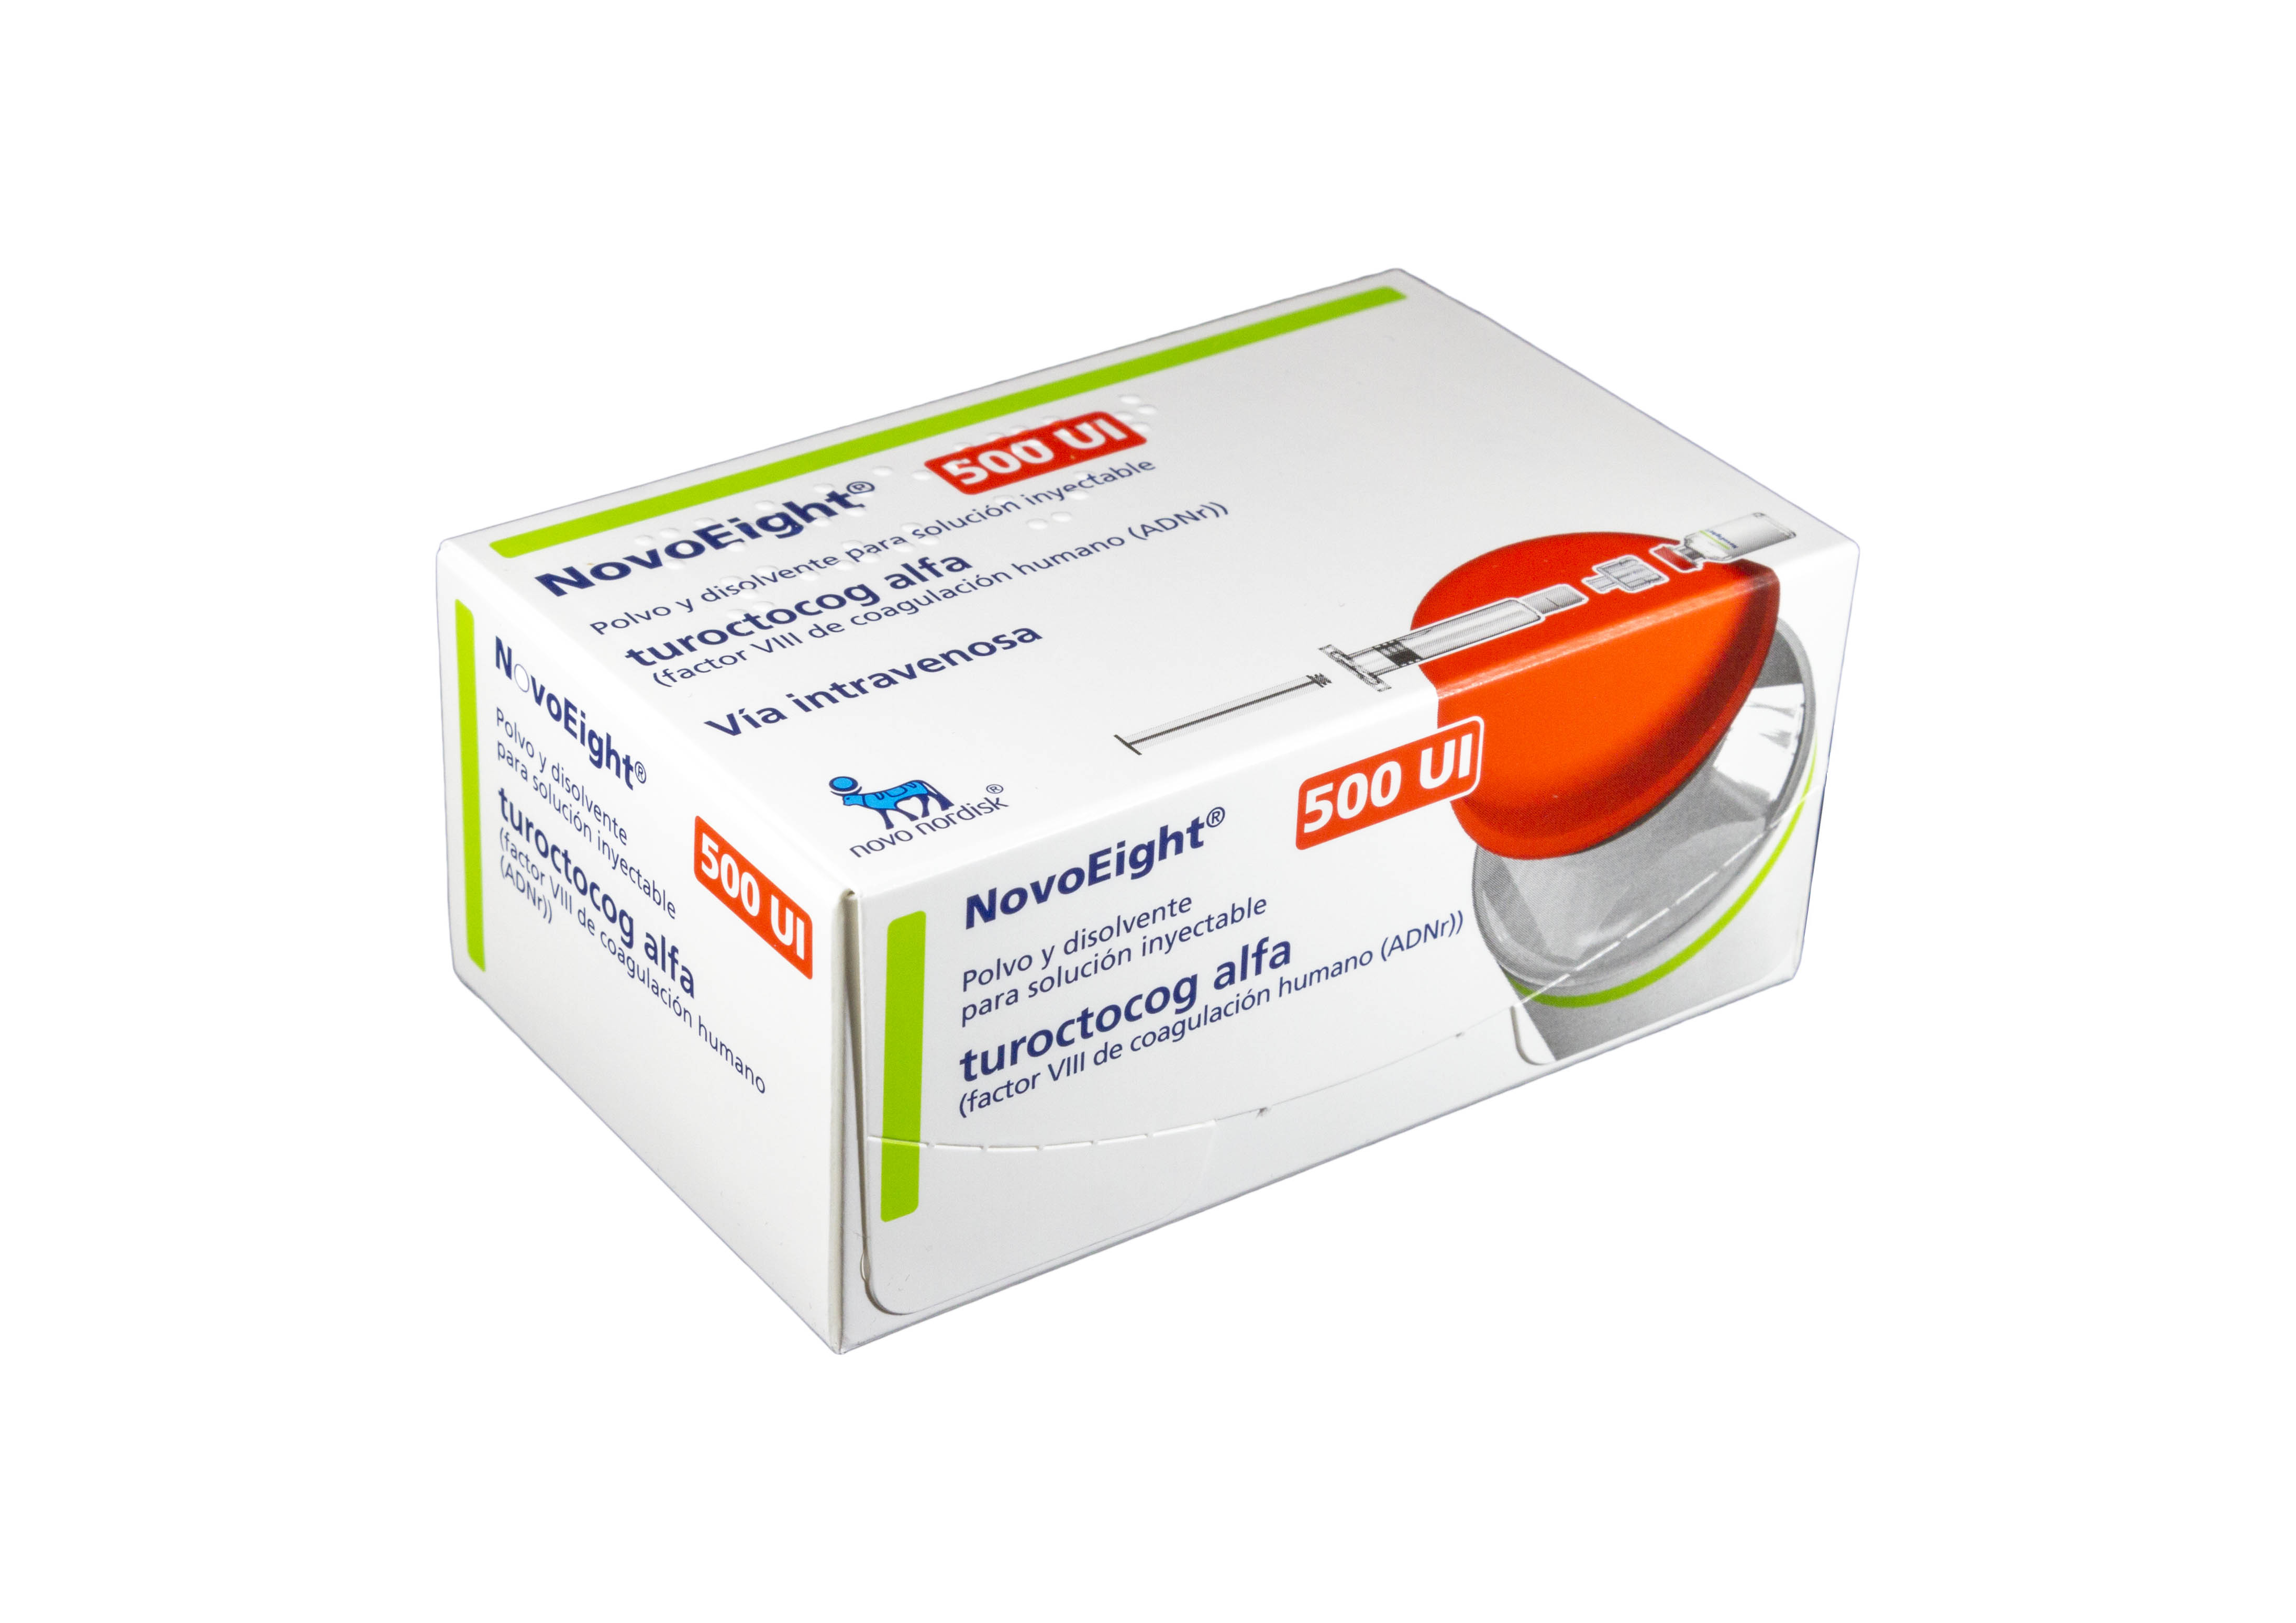 NovoEight® 500 UI
Polvo y disolvente para solución inyectable
turoctocog alfa
(factor VIII de coagulación humano (ADNr))
Vía intravenosa
novo nordisk®
NovoEight®
Polvo y disolvente
para solución inyectable
turoctocog alfa
(factor VIII de coagulación humano
(ADNr))
500 UI
NovoEight®
500 UI
Polvo y disolvente
para solución inyectable
turoctocog alfa
(factor VIII de coagulación humano (ADNr))